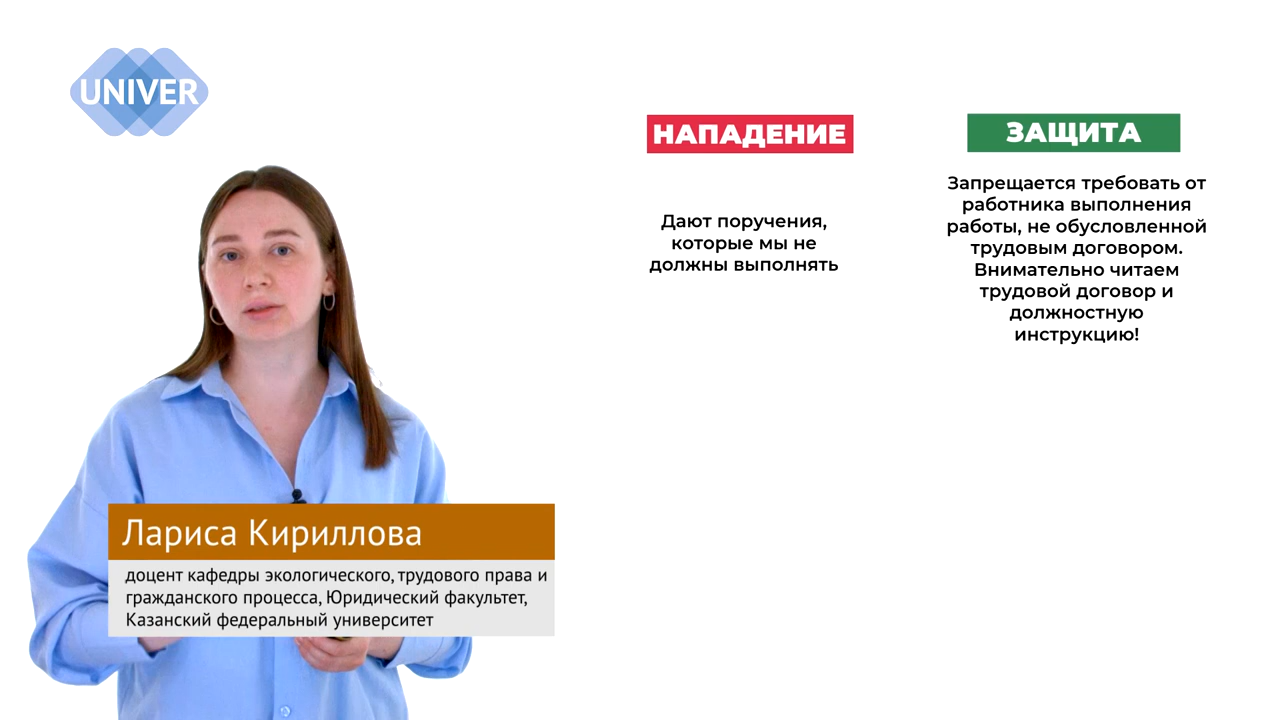 UNIVER
НАПАДЕНИЕ
Дают поручения,
которые мы не
должны выполнять
ЗАЩИТА
Запрещается требовать от
работника выполнения
работы, не обусловленной
трудовым договором.
Внимательно читаем
трудовой договор и
должностную
инструкцию!
Лариса Кириллова
доцент кафедры экологического, трудового права и
гражданского процесса, Юридический факультет,
Казанский федеральный университет